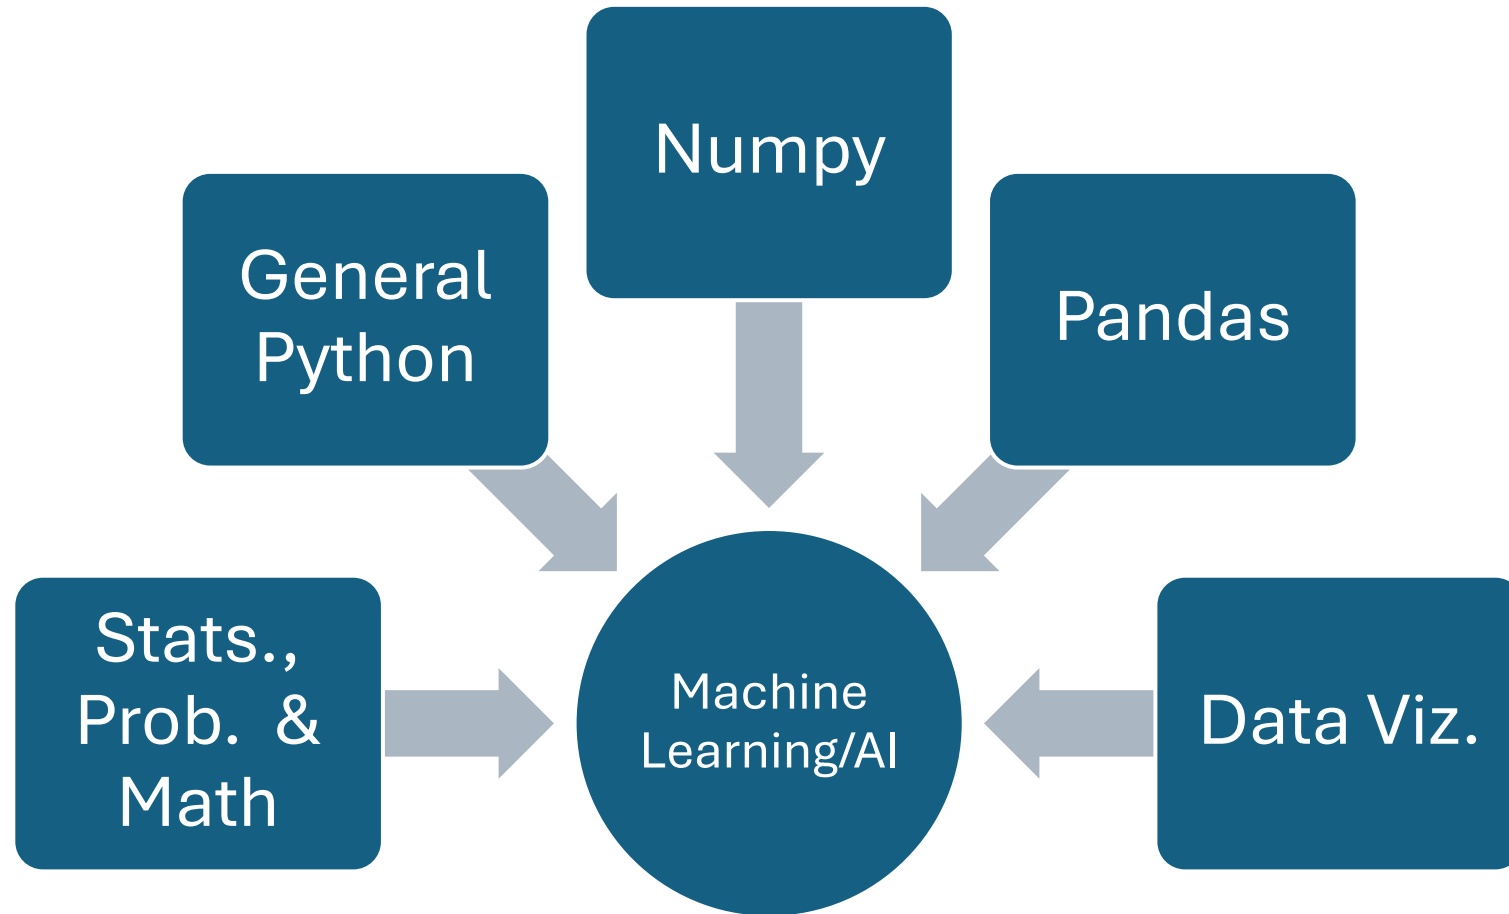 Numpy
General
Python
Pandas
Stats.,
Prob. &
Math
Machine
Learning/AI
Data Viz.